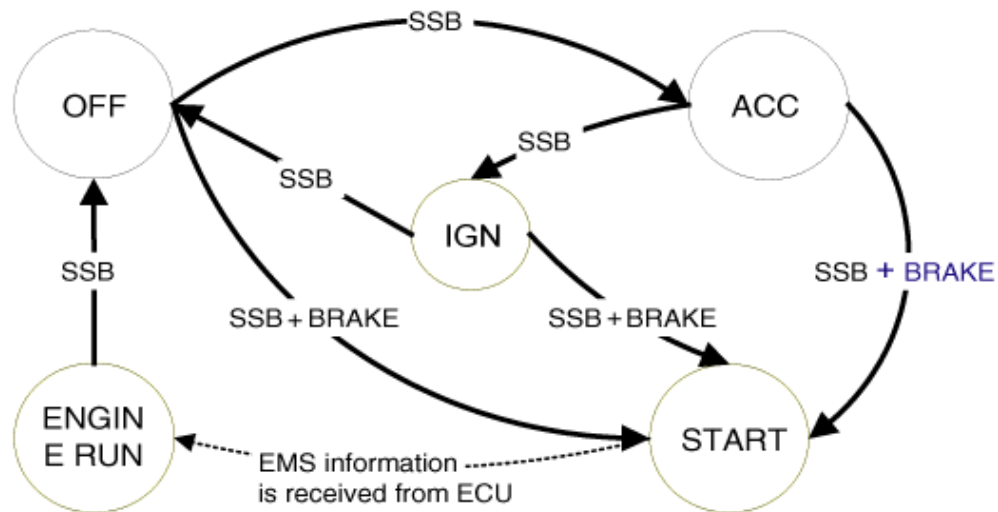 SSB
OFF
ACC
SSB
SSB
IGN
SSB
SSB + BRAKE
SSB + BRAKE
SSB + BRAKE
ENGIN
E RUN
START
EMS information
is received from ECU